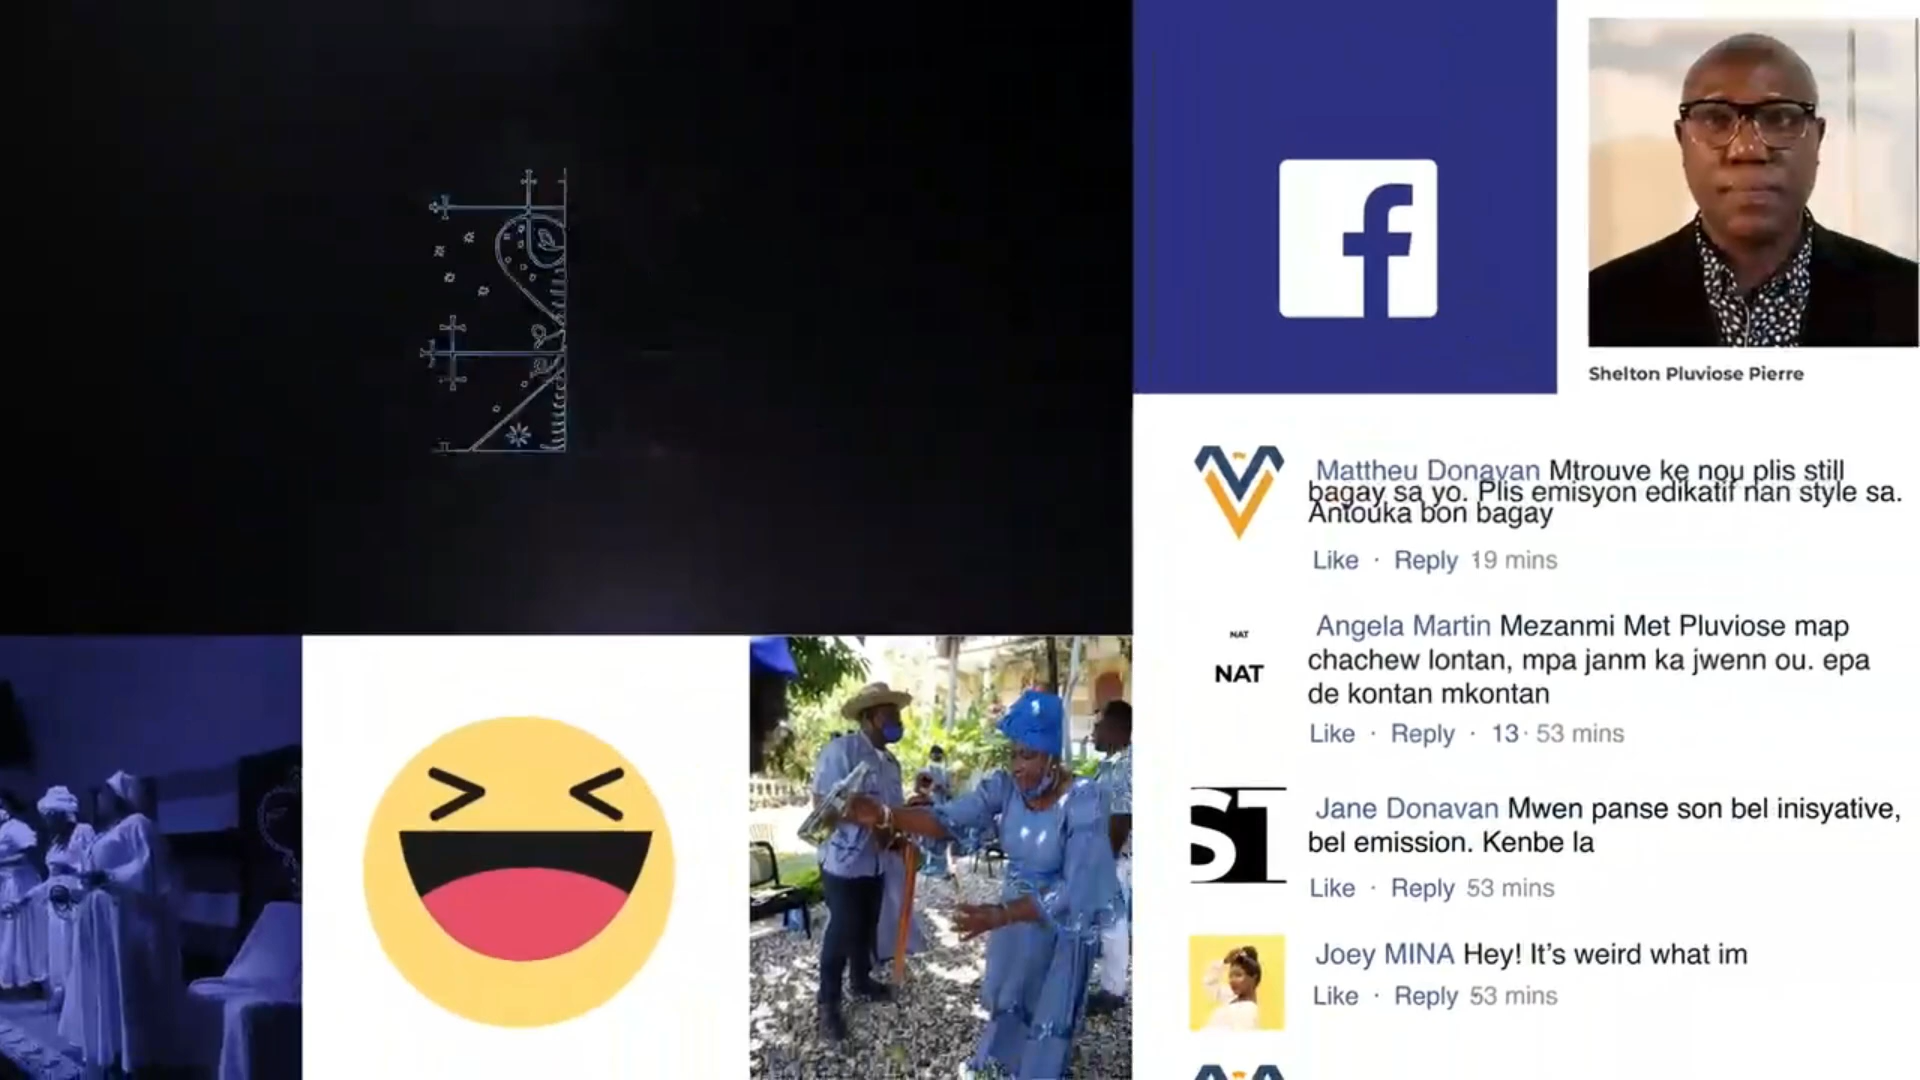 Shelton Pluviose Pierre
Mattheu Donavan Mtrouve ke nou plis still
bagay sa yo. Plis emisyon edikatif nan style sa.
Antouka bon bagay
Like · Reply 19 mins
NAT
NAT
Angela Martin Mezanmi Met Pluviose map
chachew lontan, mpa janm ka jwenn ou. epa
de kontan mkontan
Like · Reply · 13 · 53 mins
ST
Jane Donavan Mwen panse son bel inisyative,
bel emission. Kenbe la
Like · Reply 53 mins
Joey MINA Hey! It’s weird what im
Like · Reply 53 mins